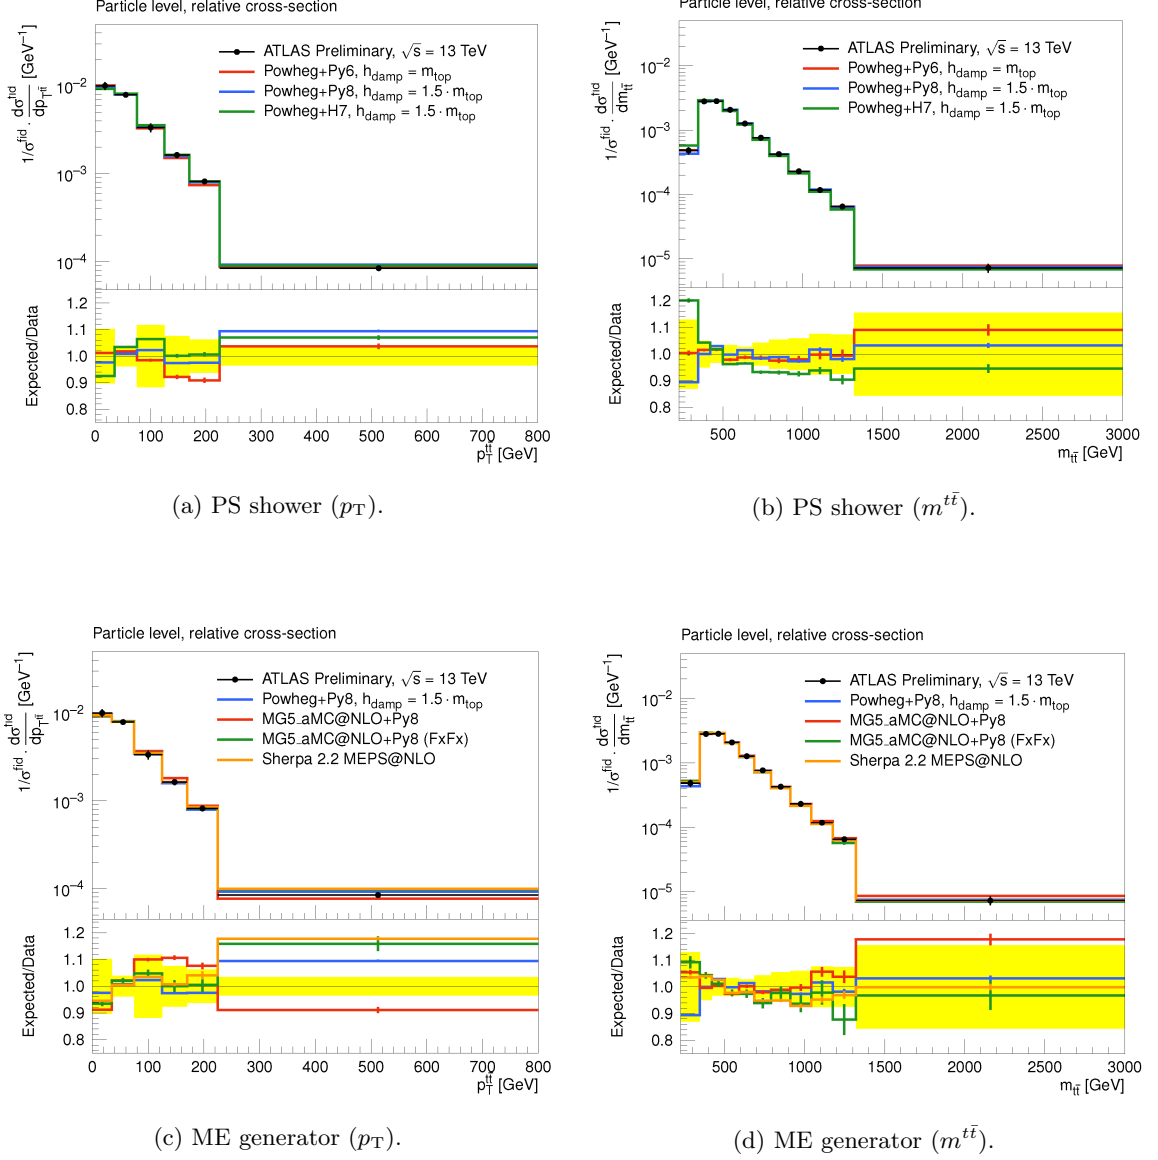 Particle level, relative cross-section
1/σ^fid · dσ^fid/dp_T^tt̄ [GeV⁻¹]
ATLAS Preliminary, √s = 13 TeV
Powheg+Py6, h_damp = m_top
Powheg+Py8, h_damp = 1.5 · m_top
Powheg+H7, h_damp = 1.5 · m_top
10⁻²
10⁻³
10⁻⁴
Expected/Data
1.2
1.1
1.0
0.9
0.8
0 100 200 300 400 500 600 700 800
p_T^tt̄ [GeV]
(a) PS shower (p_T).
Particle level, relative cross-section
1/σ^fid · dσ^fid/dm_tt̄ [GeV⁻¹]
ATLAS Preliminary, √s = 13 TeV
Powheg+Py6, h_damp = m_top
Powheg+Py8, h_damp = 1.5 · m_top
Powheg+H7, h_damp = 1.5 · m_top
10⁻²
10⁻³
10⁻⁴
10⁻⁵
Expected/Data
1.2
1.1
1.0
0.9
0.8
500 1000 1500 2000 2500 3000
m_tt̄ [GeV]
(b) PS shower (m^tt̄).
Particle level, relative cross-section
1/σ^fid · dσ^fid/dp_T^tt̄ [GeV⁻¹]
ATLAS Preliminary, √s = 13 TeV
Powheg+Py8, h_damp = 1.5 · m_top
MG5_aMC@NLO+Py8
MG5_aMC@NLO+Py8 (FxFx)
Sherpa 2.2 MEPS@NLO
10⁻²
10⁻³
10⁻⁴
Expected/Data
1.2
1.1
1.0
0.9
0.8
0 100 200 300 400 500 600 700 800
p_T^tt̄ [GeV]
(c) ME generator (p_T).
Particle level, relative cross-section
1/σ^fid · dσ^fid/dm_tt̄ [GeV⁻¹]
ATLAS Preliminary, √s = 13 TeV
Powheg+Py8, h_damp = 1.5 · m_top
MG5_aMC@NLO+Py8
MG5_aMC@NLO+Py8 (FxFx)
Sherpa 2.2 MEPS@NLO
10⁻²
10⁻³
10⁻⁴
10⁻⁵
Expected/Data
1.2
1.1
1.0
0.9
0.8
500 1000 1500 2000 2500 3000
m_tt̄ [GeV]
(d) ME generator (m^tt̄).